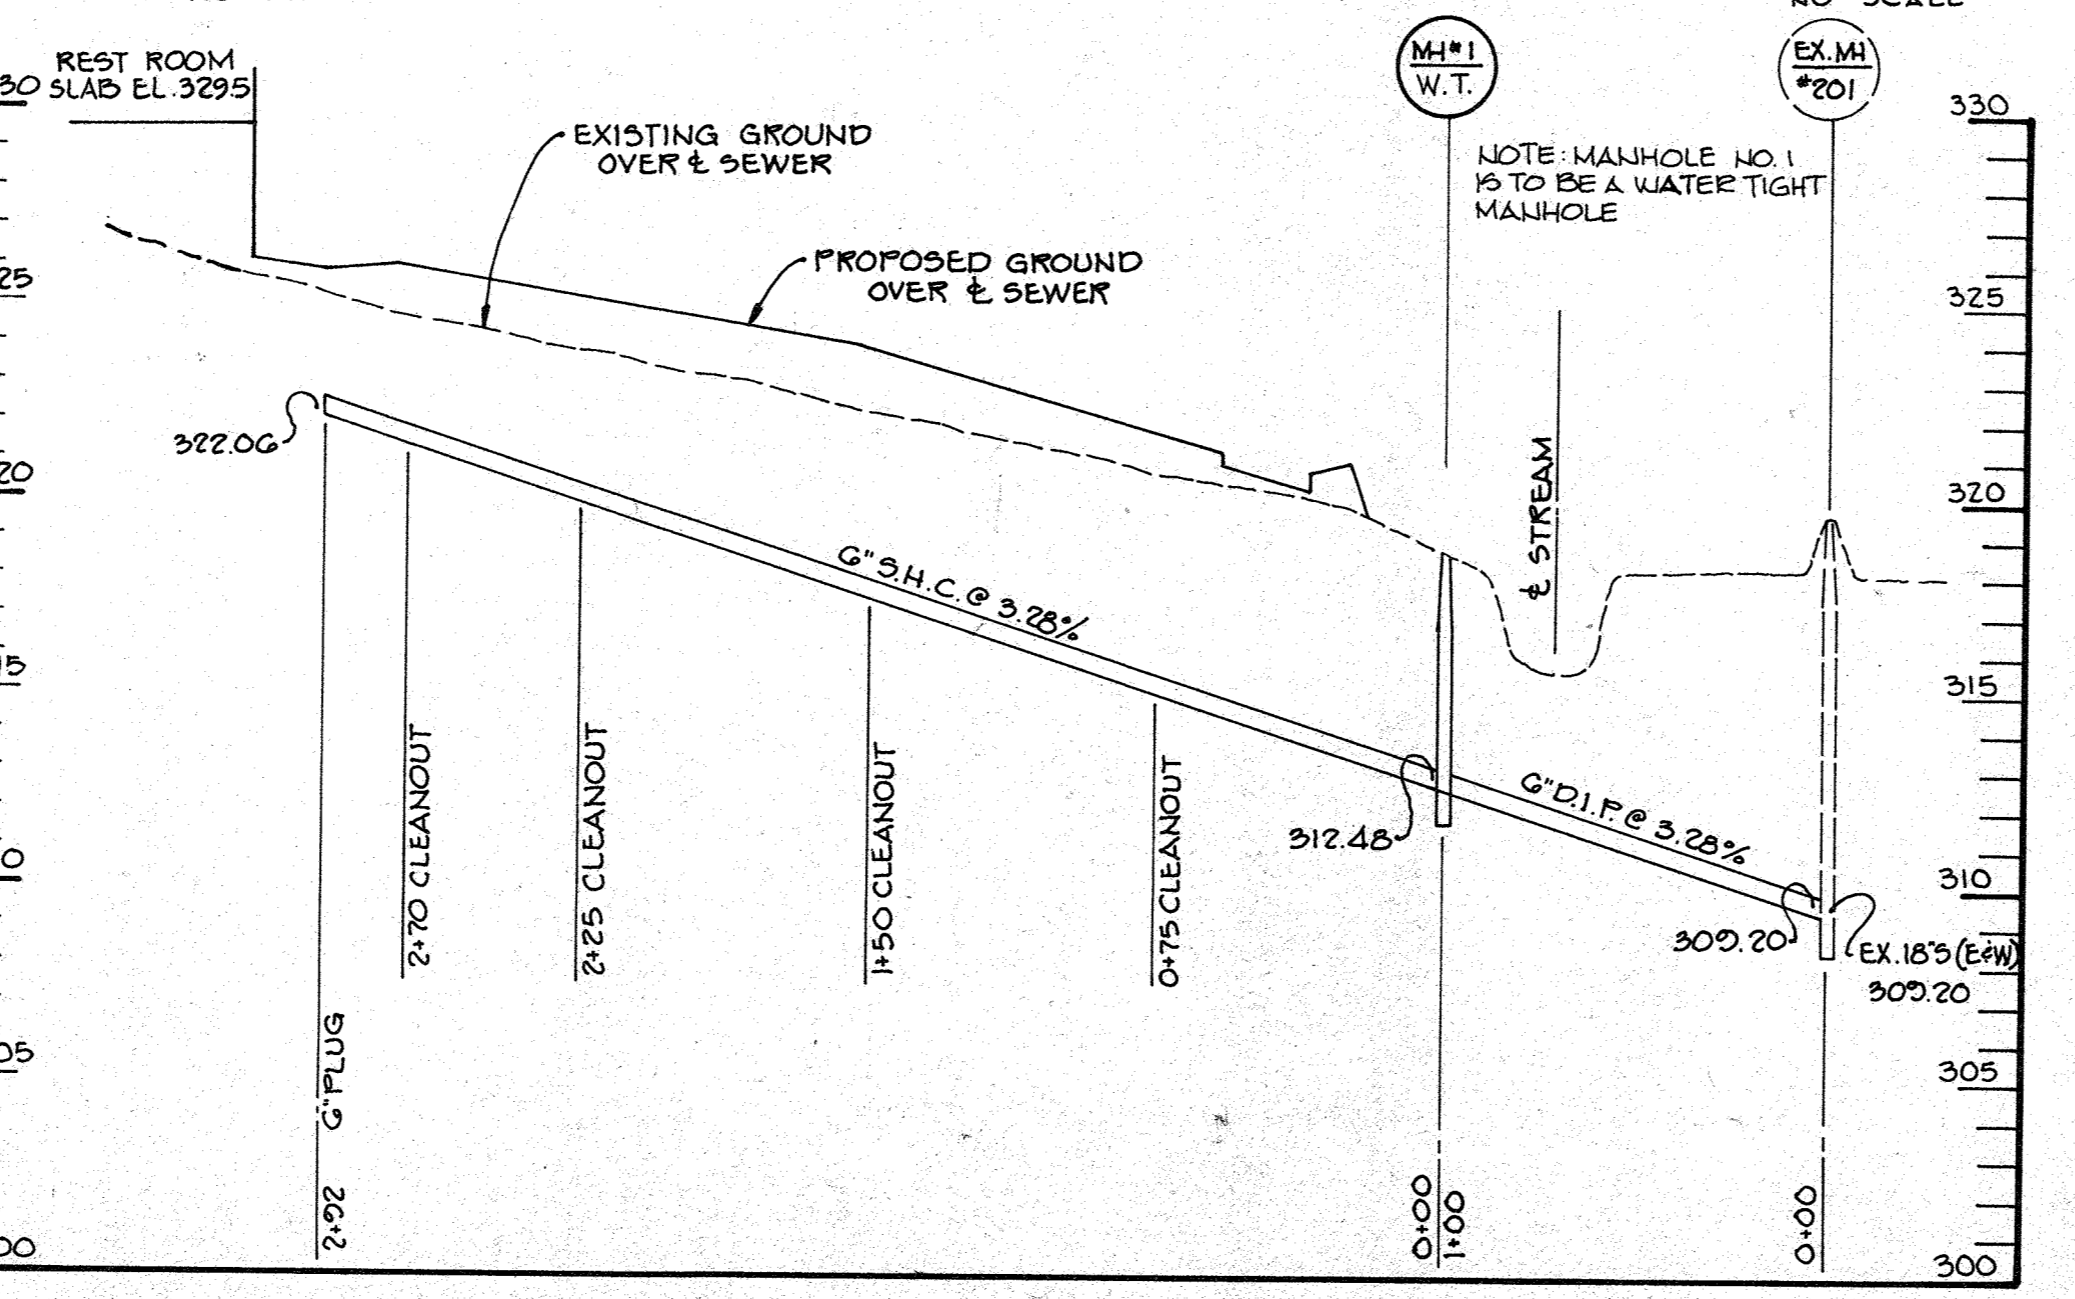 NO SCALE
REST ROOM
SLAB EL. 329.5
MH#1
W.T.
EX. MH
#201
30
330
EXISTING GROUND
OVER ℄ SEWER
NOTE: MANHOLE NO. 1
IS TO BE A WATER TIGHT
MANHOLE
PROPOSED GROUND
OVER ℄ SEWER
25
325
322.06
20
320
℄ STREAM
6" S.H.C. @ 3.28%
15
315
2+70 CLEANOUT
2+25 CLEANOUT
1+50 CLEANOUT
0+75 CLEANOUT
312.48
6" D.I.P. @ 3.28%
10
310
309.20
EX. 18"S (E&W)
309.20
05
305
2+92 6" PLUG
0+00
1+00
0+00
00
300